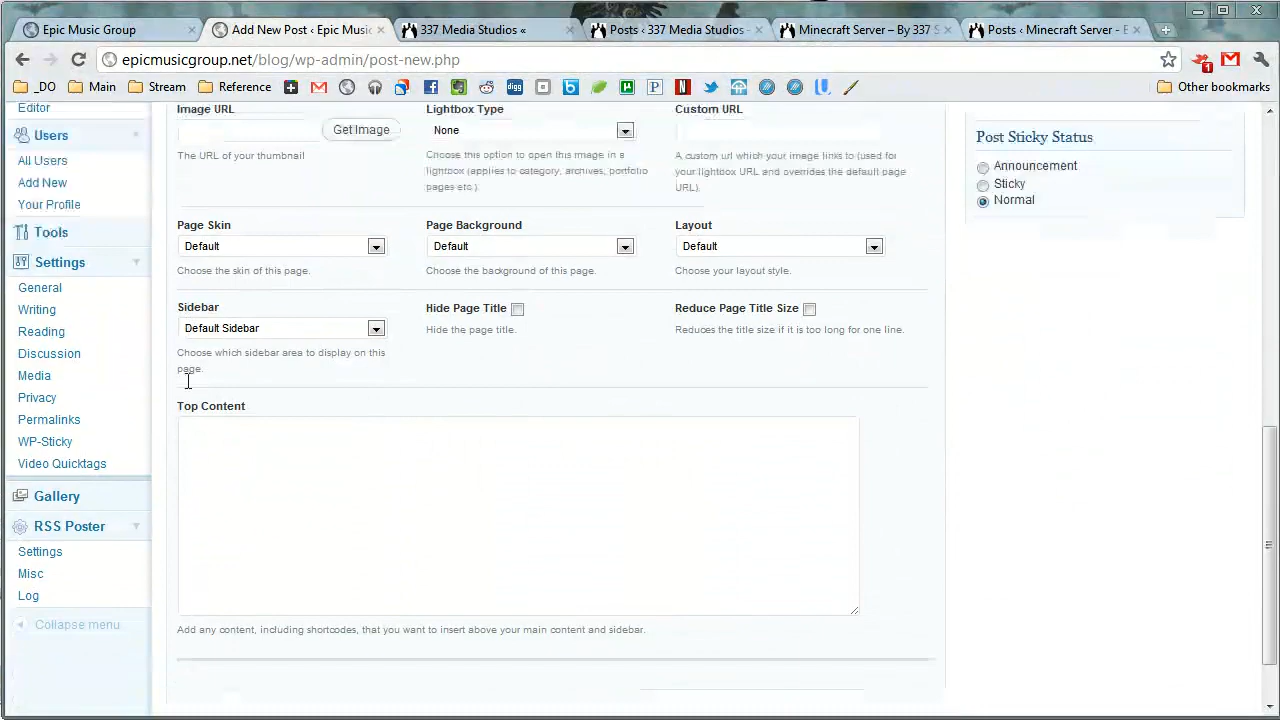 Epic Music Group
Add New Post ‹ Epic Music
337 Media Studios «
Posts ‹ 337 Media Studios -
Minecraft Server – By 337 S
Posts ‹ Minecraft Server - E
epicmusicgroup.net/blog/wp-admin/post-new.php
1
_DO
Main
Stream
Reference
Other bookmarks
Editor
Users
All Users
Add New
Your Profile
Tools
Settings
General
Writing
Reading
Discussion
Media
Privacy
Permalinks
WP-Sticky
Video Quicktags
Gallery
RSS Poster
Settings
Misc
Log
Collapse menu
Image URL
Get Image
The URL of your thumbnail
Lightbox Type
None
Choose this option to open this image in a
lightbox (applies to category, archives, portfolio
pages etc.).
Custom URL
A custom url which your image links to (used for
your lightbox URL and overrides the default page
URL).
Page Skin
Default
Choose the skin of this page.
Page Background
Default
Choose the background of this page.
Layout
Default
Choose your layout style.
Sidebar
Default Sidebar
Choose which sidebar area to display on this
page.
Hide Page Title
Hide the page title.
Reduce Page Title Size
Reduces the title size if it is too long for one line.
Top Content
Add any content, including shortcodes, that you want to insert above your main content and sidebar.
Post Sticky Status
Announcement
Sticky
Normal